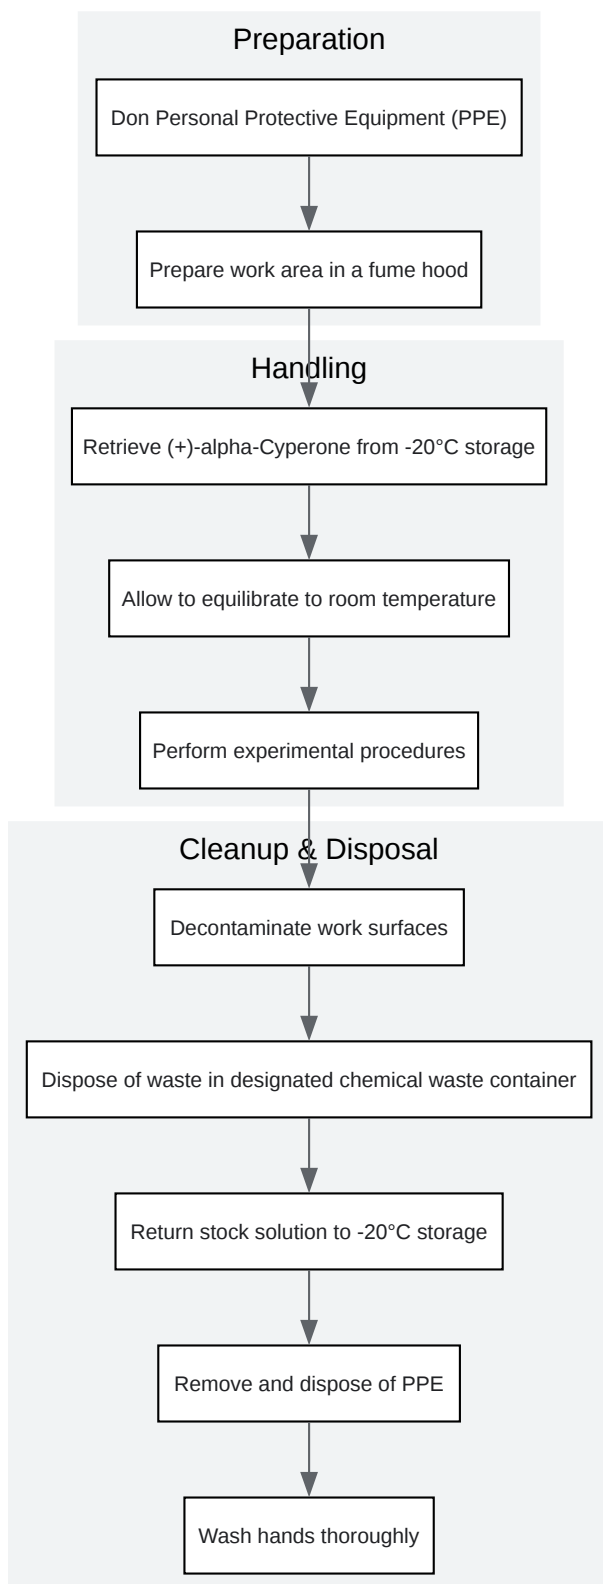 Preparation
Don Personal Protective Equipment (PPE)
Prepare work area in a fume hood
Handling
Retrieve (+)-alpha-Cyperone from -20°C storage
Allow to equilibrate to room temperature
Perform experimental procedures
Cleanup & Disposal
Decontaminate work surfaces
Dispose of waste in designated chemical waste container
Return stock solution to -20°C storage
Remove and dispose of PPE
Wash hands thoroughly